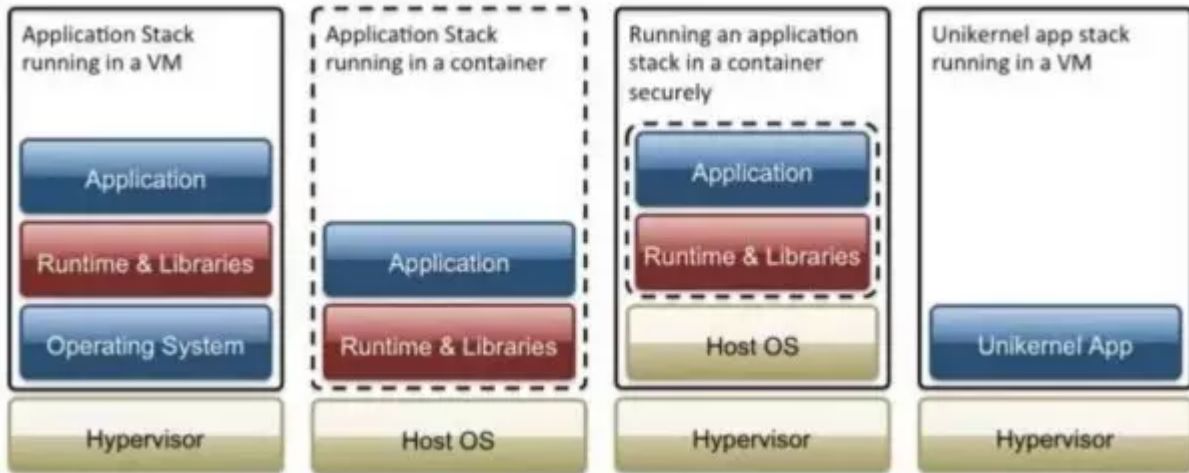 Application Stack
running in a VM
Application
Runtime & Libraries
Operating System
Hypervisor
Application Stack
running in a container
Application
Runtime & Libraries
Host OS
Running an application
stack in a container
securely
Application
Runtime & Libraries
Host OS
Hypervisor
Unikernel app stack
running in a VM
Unikernel App
Hypervisor